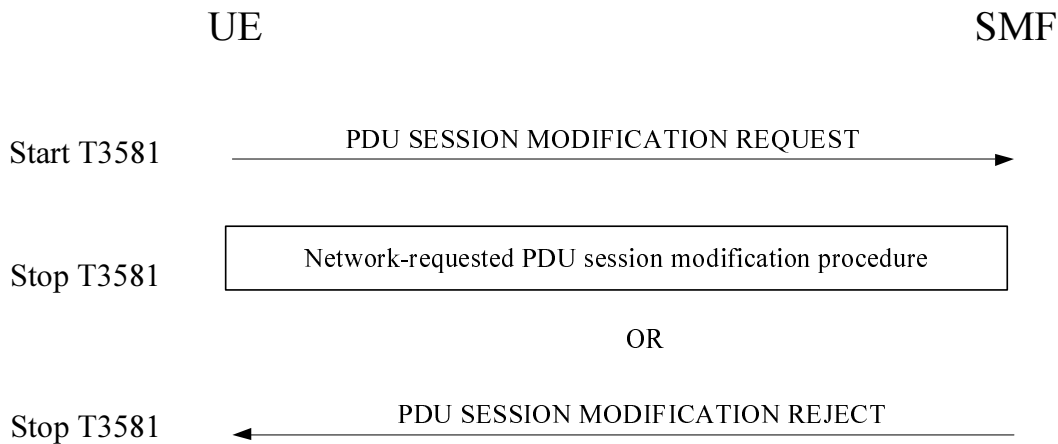 UE
SMF
Start T3581
PDU SESSION MODIFICATION REQUEST
Stop T3581
Network-requested PDU session modification procedure
OR
Stop T3581
PDU SESSION MODIFICATION REJECT